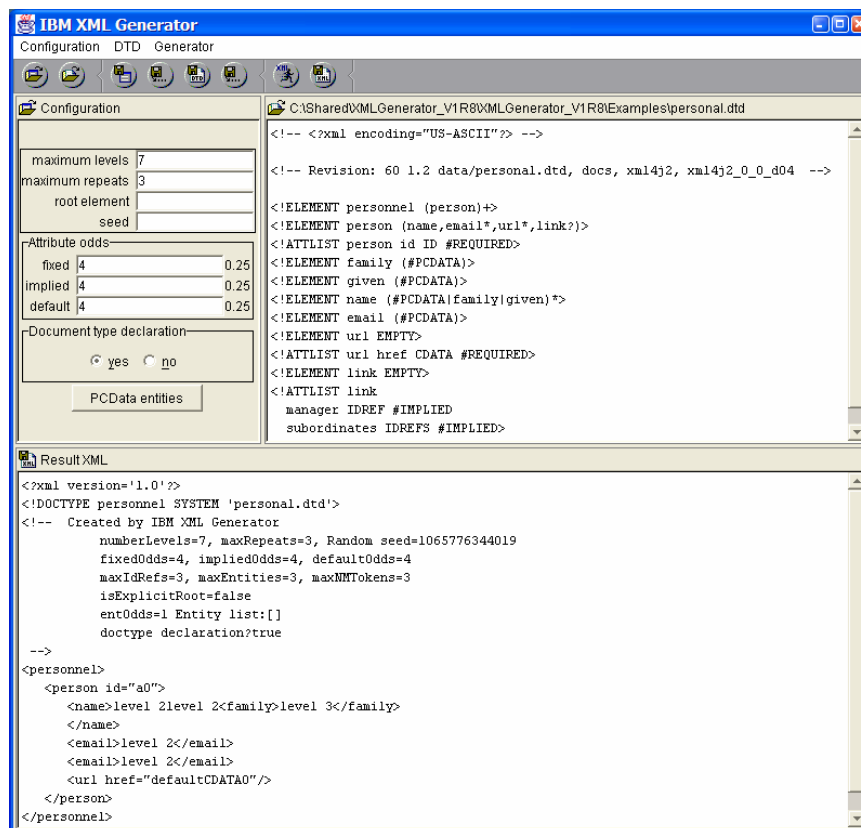 IBM XML Generator
Configuration DTD Generator
Configuration
maximum levels 7
maximum repeats 3
root element
seed
Attribute odds
fixed 4 0.25
implied 4 0.25
default 4 0.25
Document type declaration
yes no
PCData entities
C:\Shared\XMLGenerator_V1R8\XMLGenerator_V1R8\Examples\personal.dtd
<!-- <?xml encoding="US-ASCII"?> -->
<!-- Revision: 60 1.2 data/personal.dtd, docs, xml4j2, xml4j2_0_0_d04  -->
<!ELEMENT personnel (person)+>
<!ELEMENT person (name,email*,url*,link?)>
<!ATTLIST person id ID #REQUIRED>
<!ELEMENT family (#PCDATA)>
<!ELEMENT given (#PCDATA)>
<!ELEMENT name (#PCDATA|family|given)*>
<!ELEMENT email (#PCDATA)>
<!ELEMENT url EMPTY>
<!ATTLIST url href CDATA #REQUIRED>
<!ELEMENT link EMPTY>
<!ATTLIST link
manager IDREF #IMPLIED
subordinates IDREFS #IMPLIED>
Result XML
<?xml version='1.0'?>
<!DOCTYPE personnel SYSTEM 'personal.dtd'>
<!--  Created by IBM XML Generator
numberLevels=7, maxRepeats=3, Random seed=1065776344019
fixedOdds=4, impliedOdds=4, defaultOdds=4
maxIdRefs=3, maxEntities=3, maxNMTokens=3
isExplicitRoot=false
entOdds=1 Entity list:[]
doctype declaration?true
-->
<personnel>
<person id="a0">
<name>level 2level 2<family>level 3</family>
</name>
<email>level 2</email>
<email>level 2</email>
<url href="defaultCDATA0"/>
</person>
</personnel>